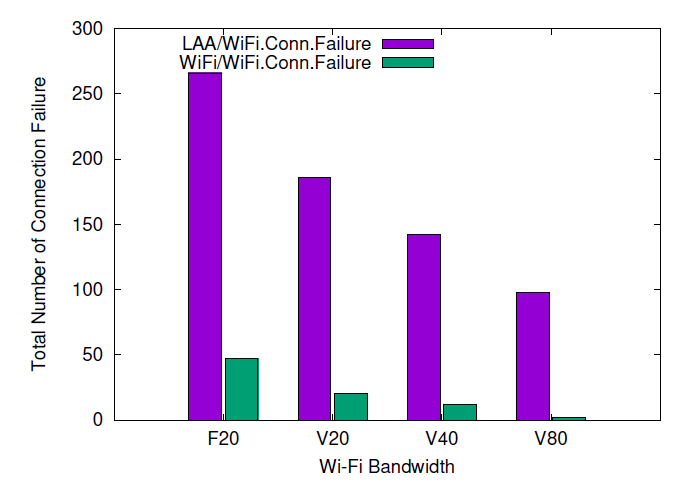 LAA/WiFi.Conn.Failure
WiFi/WiFi.Conn.Failure
Total Number of Connection Failure
300
250
200
150
100
50
0
F20 V20 V40 V80
Wi-Fi Bandwidth